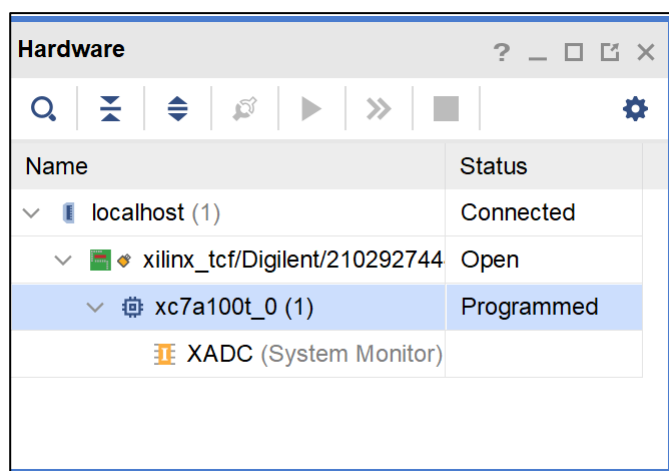 Hardware
Name Status
localhost (1) Connected
xilinx_tcf/Digilent/210292744 Open
xc7a100t_0 (1) Programmed
XADC (System Monitor)